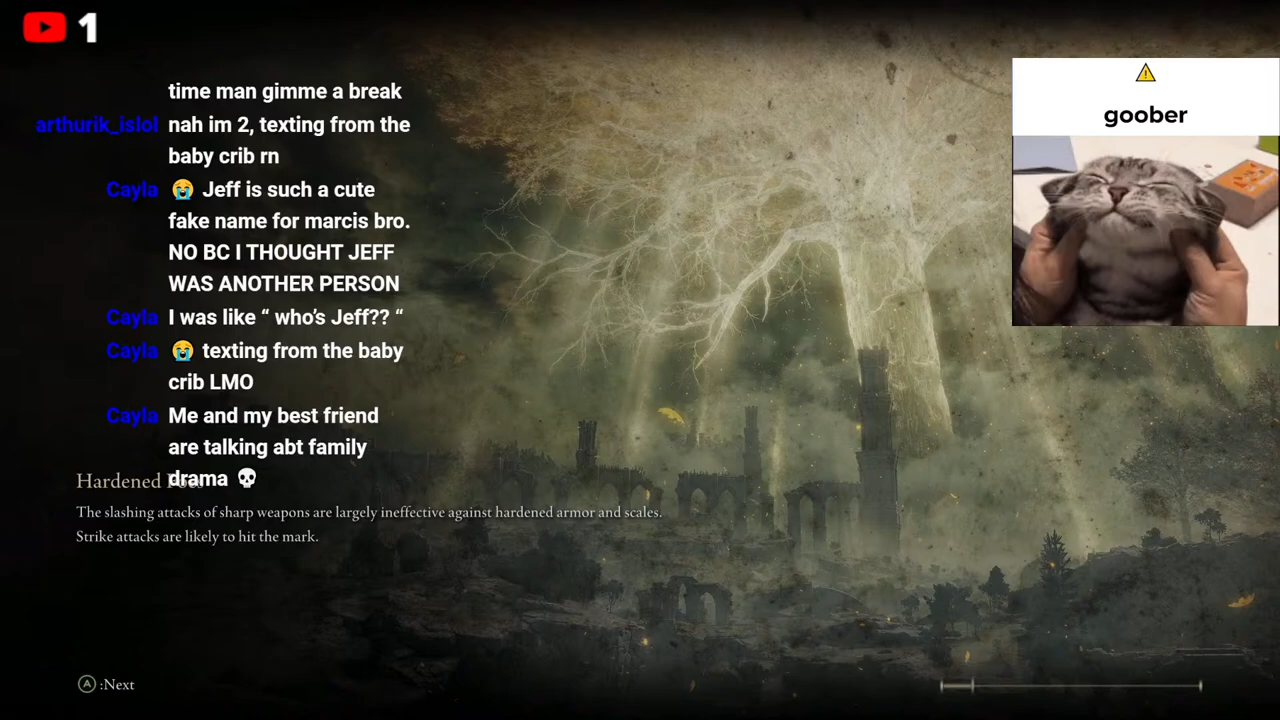 1
time man gimme a break
arthurik_islol nah im 2, texting from the
baby crib rn
Cayla 😭 Jeff is such a cute
fake name for marcis bro.
NO BC I THOUGHT JEFF
WAS ANOTHER PERSON
Cayla I was like “ who’s Jeff?? “
Cayla 😭 texting from the baby
crib LMO
Cayla Me and my best friend
are talking abt family
drama 💀
⚠️
goober
Hardened
The slashing attacks of sharp weapons are largely ineffective against hardened armor and scales.
Strike attacks are likely to hit the mark.
A :Next